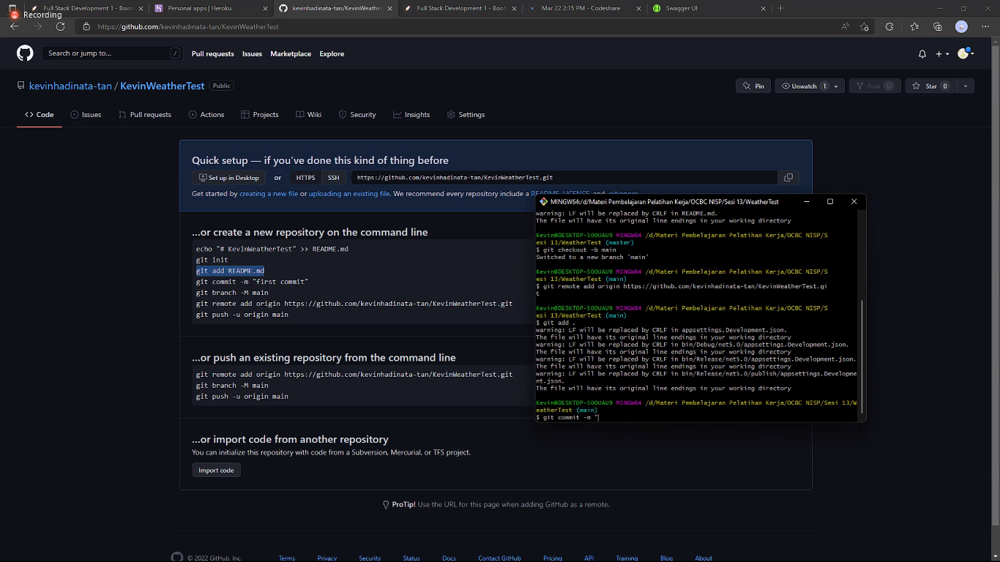 Recording
Full Stack Development 1 - Boot
Personal apps | Heroku
kevinhadinata-tan/KevinWeatherTe
Full Stack Development 1 - Boot
Mar 22 2:15 PM - Codeshare
Swagger UI
https://github.com/kevinhadinata-tan/KevinWeatherTest
Search or jump to...
/
Pull requests
Issues
Marketplace
Explore
kevinhadinata-tan / KevinWeatherTest
Public
Pin
Unwatch 1
Fork 0
Star 0
<> Code
Issues
Pull requests
Actions
Projects
Wiki
Security
Insights
Settings
Quick setup — if you've done this kind of thing before
Set up in Desktop or HTTPS SSH https://github.com/kevinhadinata-tan/KevinWeatherTest.git
Get started by creating a new file or uploading an existing file. We recommend every repository include a README, LICENSE, and .gitignore.
...or create a new repository on the command line
echo "# KevinWeatherTest" >> README.md
git init
git add README.md
git commit -m "first commit"
git branch -M main
git remote add origin https://github.com/kevinhadinata-tan/KevinWeatherTest.git
git push -u origin main
...or push an existing repository from the command line
git remote add origin https://github.com/kevinhadinata-tan/KevinWeatherTest.git
git branch -M main
git push -u origin main
...or import code from another repository
You can initialize this repository with code from a Subversion, Mercurial, or TFS project.
Import code
MINGW64:/d/Materi Pembelajaran Pelatihan Kerja/OCBC NISP/Sesi 13/WeatherTest
warning: LF will be replaced by CRLF in README.md.
The file will have its original line endings in your working directory
Kevin@DESKTOP-500UAU9 MINGW64 /d/Materi Pembelajaran Pelatihan Kerja/OCBC NISP/S
esi 13/WeatherTest (master)
$ git checkout -b main
Switched to a new branch 'main'
Kevin@DESKTOP-500UAU9 MINGW64 /d/Materi Pembelajaran Pelatihan Kerja/OCBC NISP/S
esi 13/WeatherTest (main)
$ git remote add origin https://github.com/kevinhadinata-tan/KevinWeatherTest.gi
t
Kevin@DESKTOP-500UAU9 MINGW64 /d/Materi Pembelajaran Pelatihan Kerja/OCBC NISP/S
esi 13/WeatherTest (main)
$ git add .
warning: LF will be replaced by CRLF in appsettings.Development.json.
The file will have its original line endings in your working directory
warning: LF will be replaced by CRLF in bin/Debug/net5.0/appsettings.Development.json.
The file will have its original line endings in your working directory
warning: LF will be replaced by CRLF in bin/Release/net5.0/appsettings.Development.json.
The file will have its original line endings in your working directory
warning: LF will be replaced by CRLF in bin/Release/net5.0/publish/appsettings.Developme
nt.json.
The file will have its original line endings in your working directory
Kevin@DESKTOP-500UAU9 MINGW64 /d/Materi Pembelajaran Pelatihan Kerja/OCBC NISP/Sesi 13/W
eatherTest (main)
$ git commit -m "
ProTip! Use the URL for this page when adding GitHub as a remote.
© 2022 GitHub, Inc.
Terms
Privacy
Security
Status
Docs
Contact GitHub
Pricing
API
Training
Blog
About